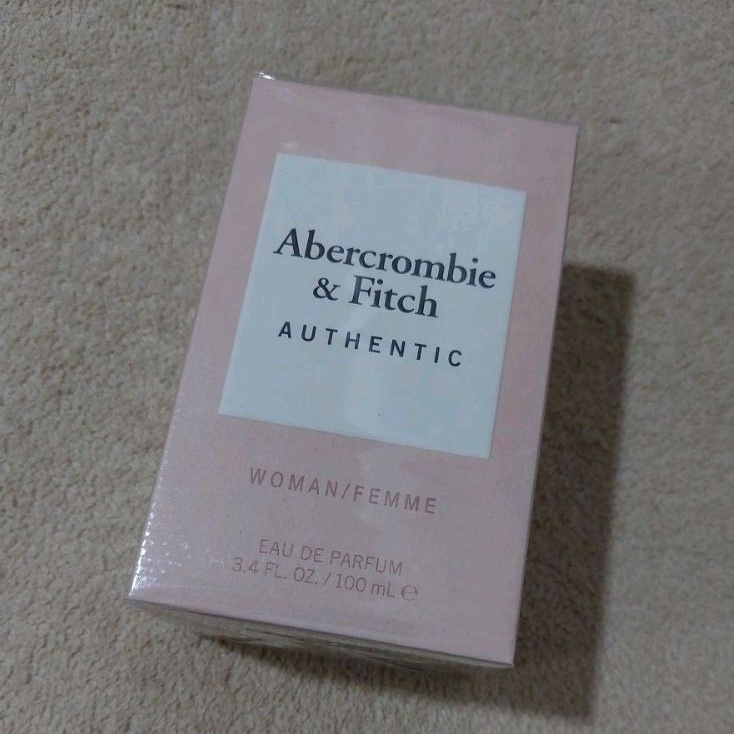 Abercrombie
& Fitch
AUTHENTIC
WOMAN/FEMME
EAU DE PARFUM
3.4 FL. OZ. / 100 mL ℮